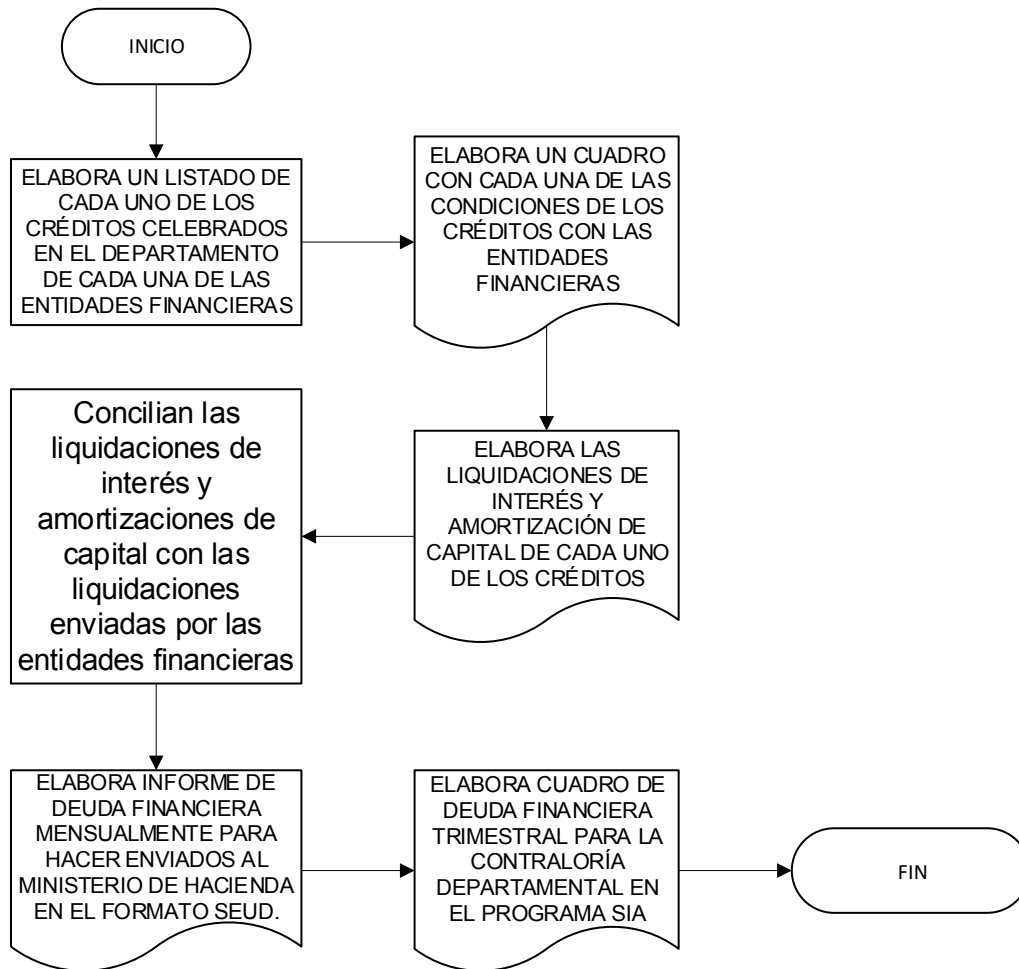 INICIO
ELABORA UN LISTADO DE
CADA UNO DE LOS
CRÉDITOS CELEBRADOS
EN EL DEPARTAMENTO
DE CADA UNA DE LAS
ENTIDADES FINANCIERAS
ELABORA UN CUADRO
CON CADA UNA DE LAS
CONDICIONES DE LOS
CRÉDITOS CON LAS
ENTIDADES
FINANCIERAS
ELABORA LAS
LIQUIDACIONES DE
INTERÉS Y
AMORTIZACIÓN DE
CAPITAL DE CADA UNO
DE LOS CRÉDITOS
Concilian las
liquidaciones de
interés y
amortizaciones de
capital con las
liquidaciones
enviadas por las
entidades financieras
ELABORA INFORME DE
DEUDA FINANCIERA
MENSUALMENTE PARA
HACER ENVIADOS AL
MINISTERIO DE HACIENDA
EN EL FORMATO SEUD.
ELABORA CUADRO DE
DEUDA FINANCIERA
TRIMESTRAL PARA LA
CONTRALORÍA
DEPARTAMENTAL EN
EL PROGRAMA SIA
FIN